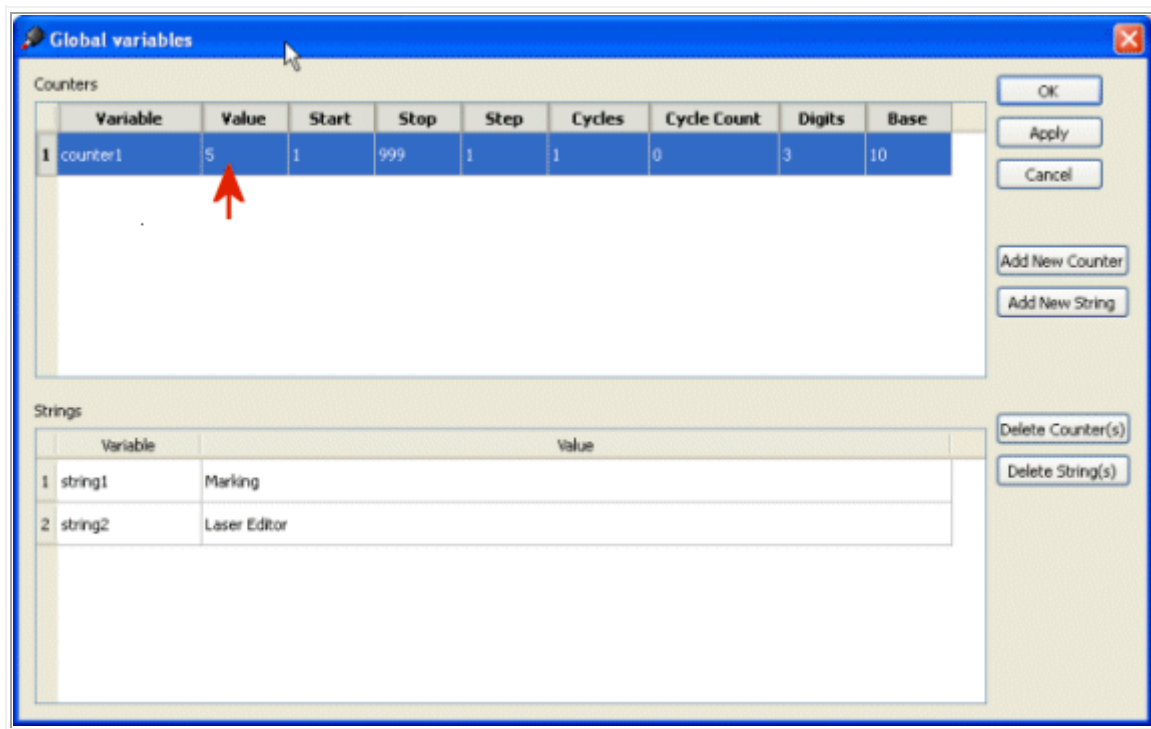 Global variables
Counters
OK
Variable Value Start Stop Step Cycles Cycle Count Digits Base
Apply
1 counter1 5 1 999 1 1 0 3 10
Cancel
Add New Counter
Add New String
Strings
Delete Counter(s)
Variable Value
Delete String(s)
1 string1 Marking
2 string2 Laser Editor